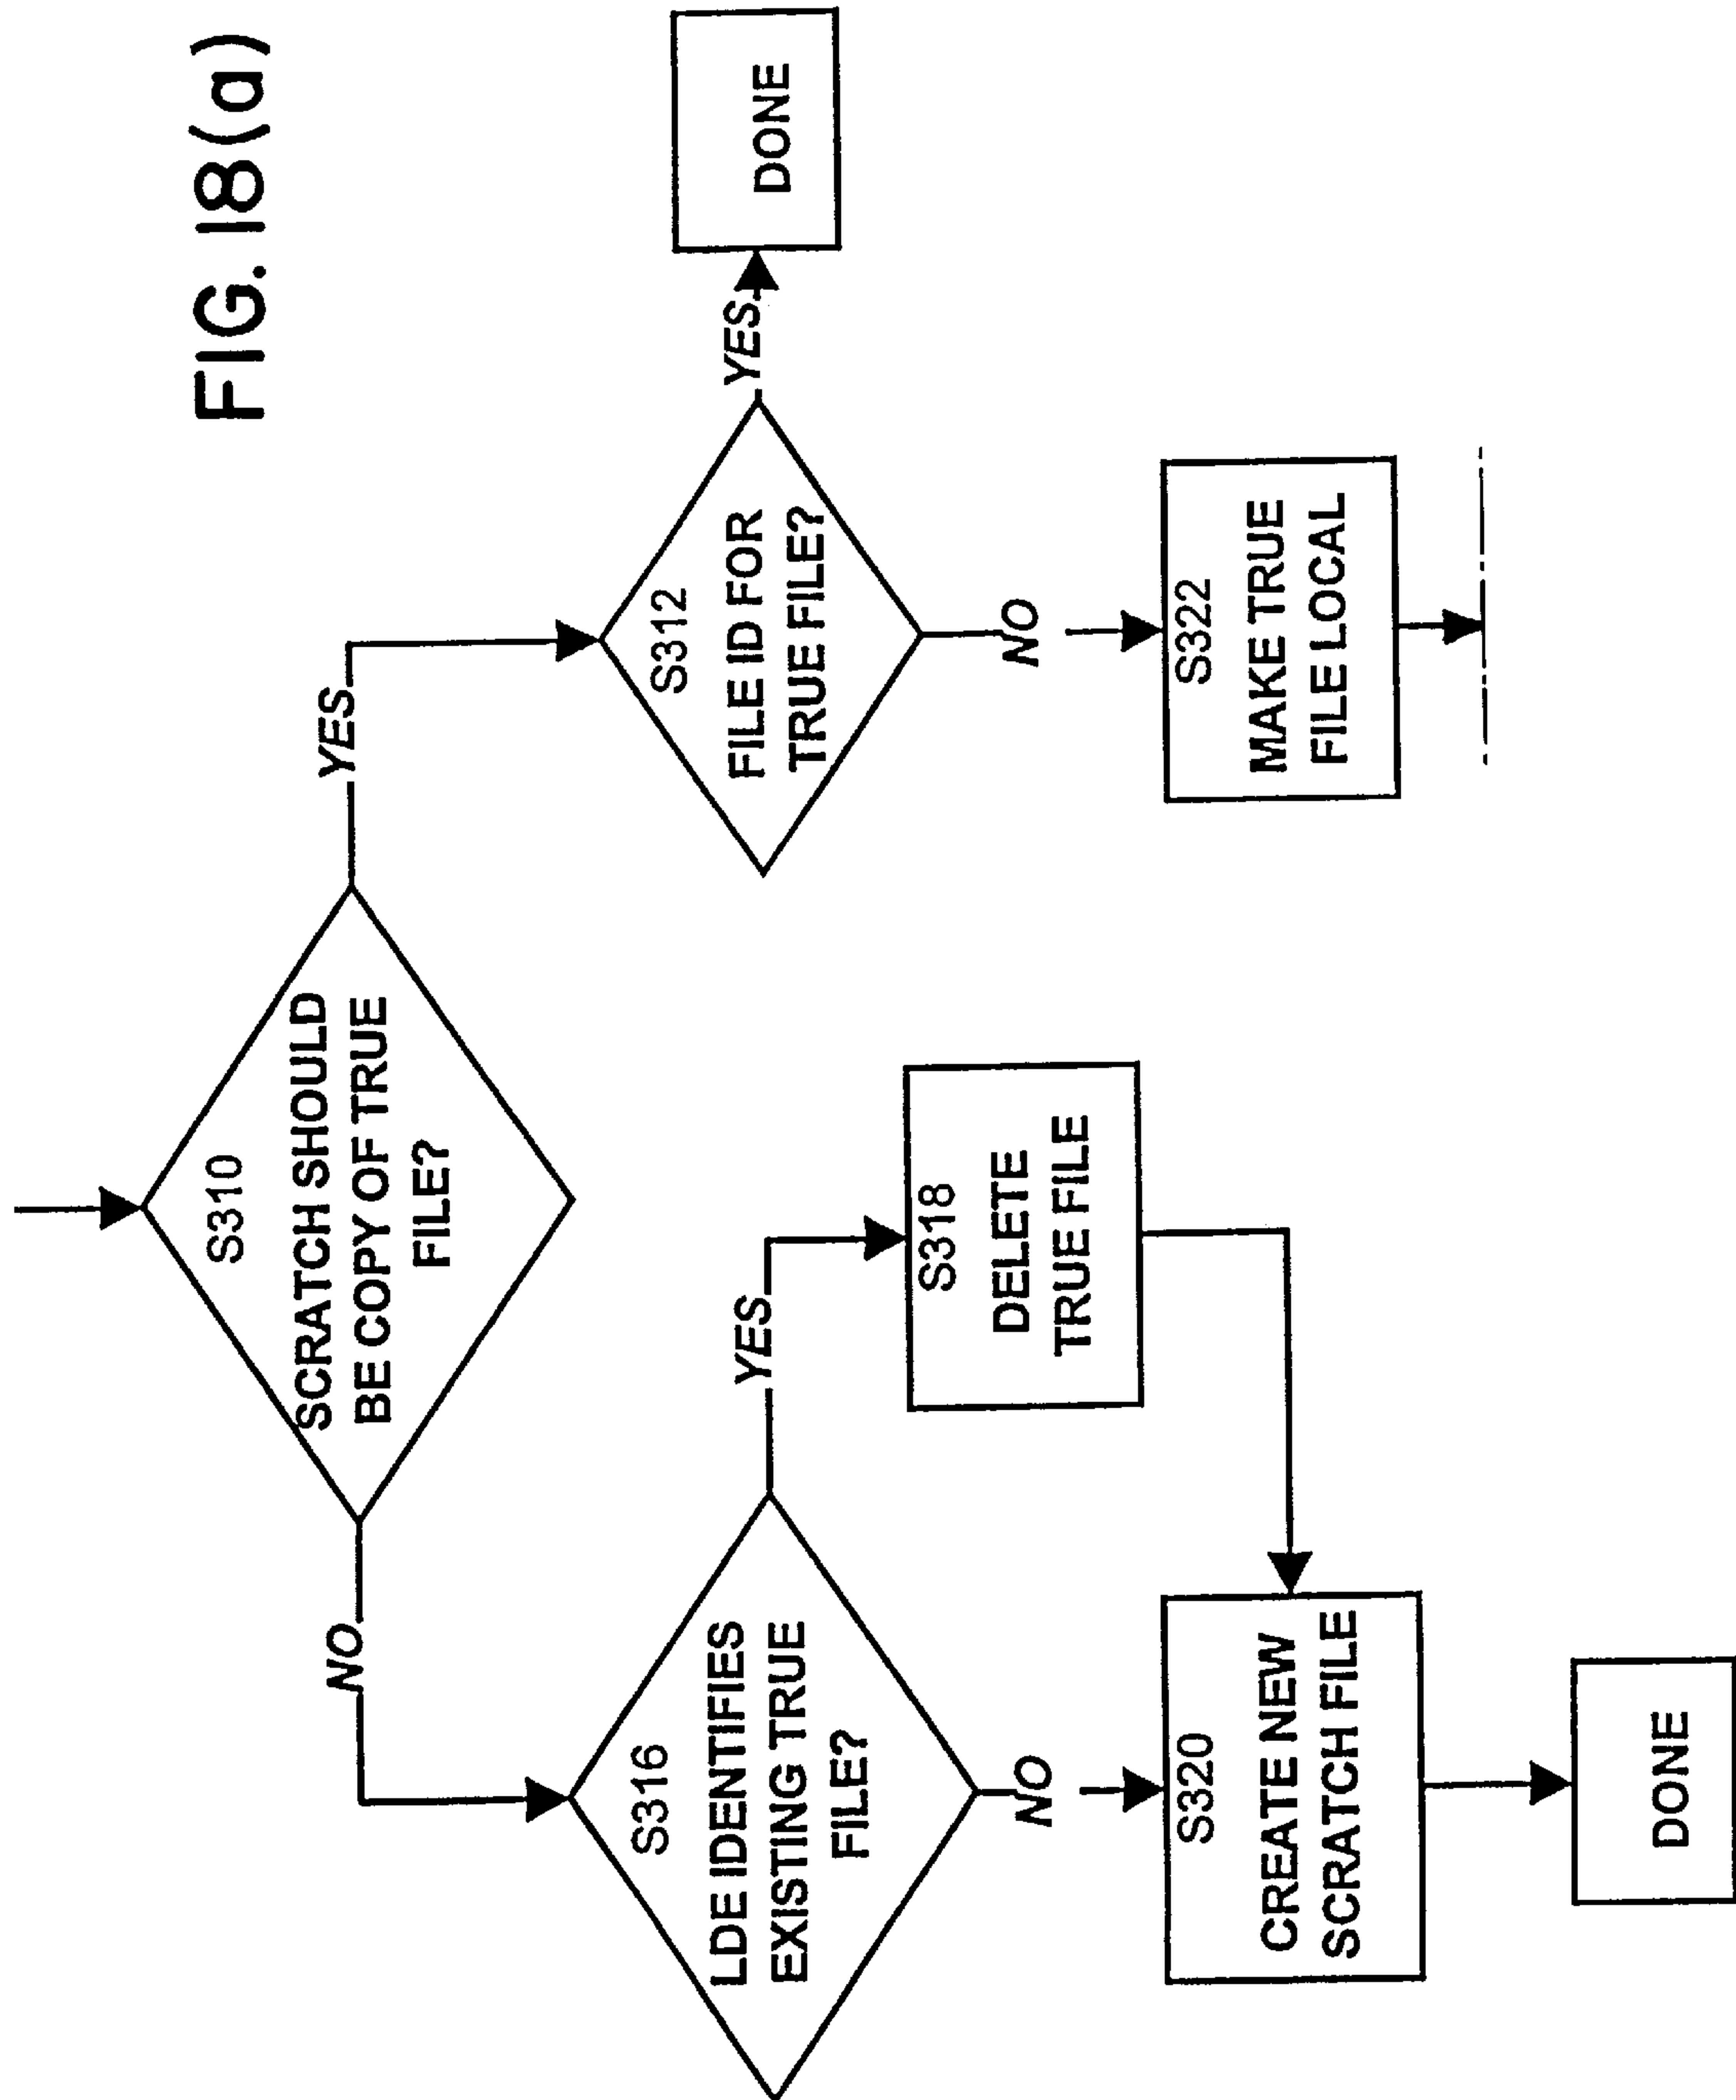 FIG. 18(a)
S310
SCRATCH SHOULD
BE COPY OF TRUE
FILE?
NO
YES
S316
LDE IDENTIFIES
EXISTING TRUE
FILE?
YES
NO
S318
DELETE
TRUE FILE
S320
CREATE NEW
SCRATCH FILE
DONE
S312
FILE ID FOR
TRUE FILE?
YES
DONE
NO
S322
MAKE TRUE
FILE LOCAL